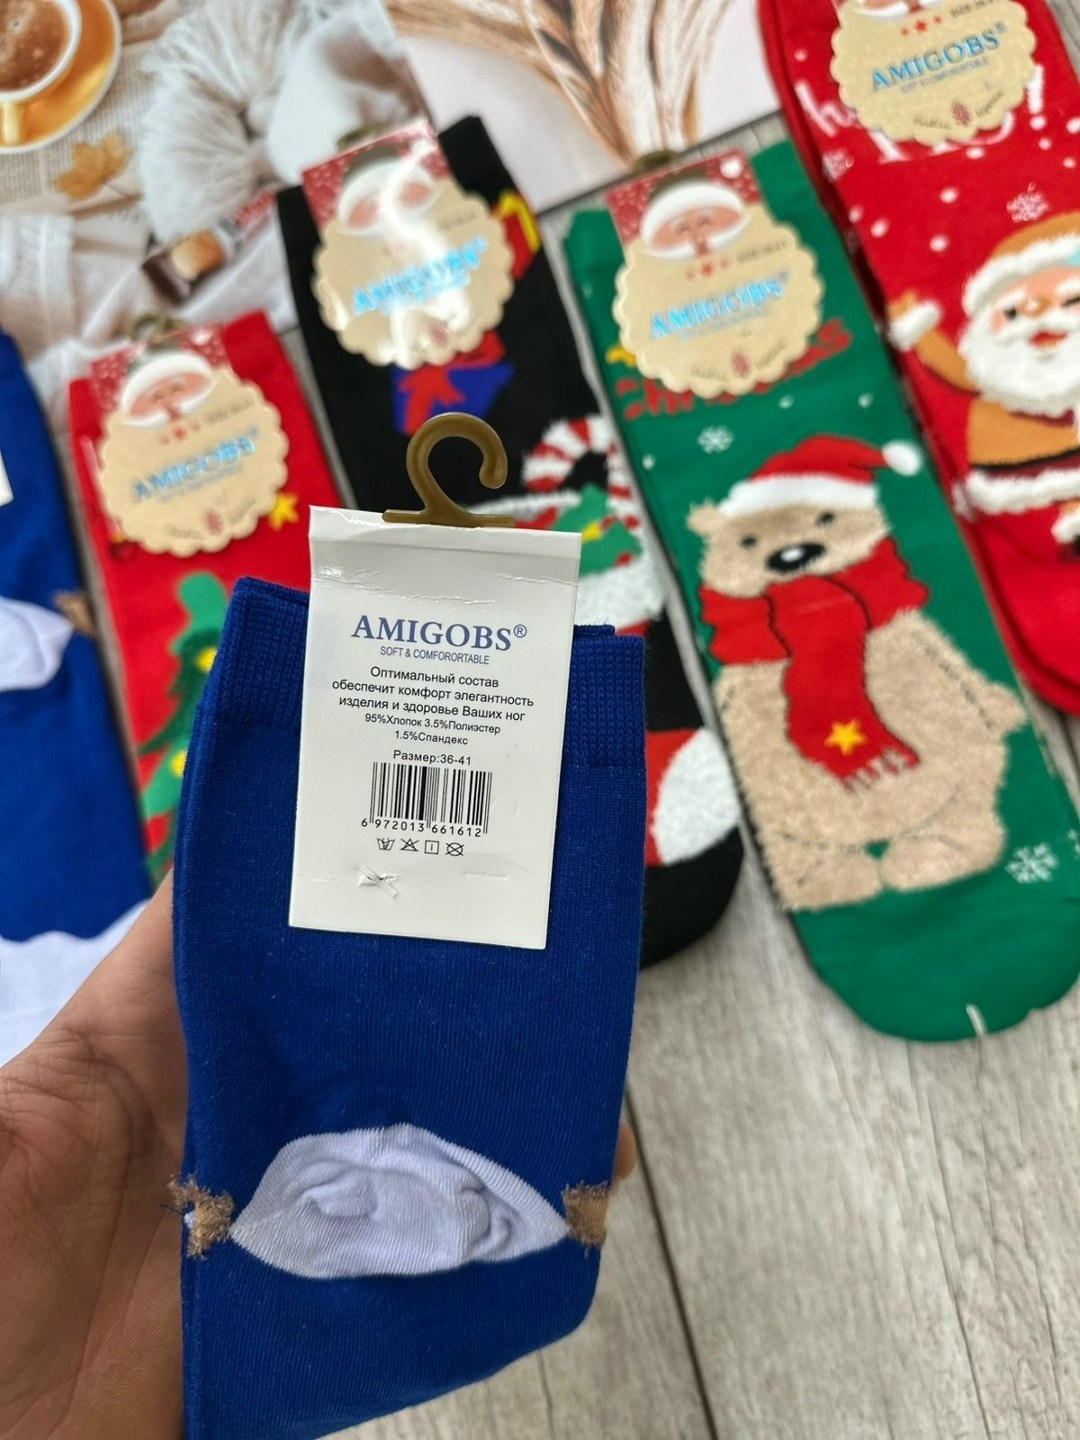 AMIGOBS®
AMIGOBS®
AMIGOBS®
AMIGOBS®
AMIGOBS®
SOFT & COMFORORTABLE
Оптимальный состав
обеспечит комфорт элегантность
изделия и здоровье Ваших ног
95%Хлопок 3.5%Полиэстер
1.5%Спандекс
Размер:36-41
6 972013 661612